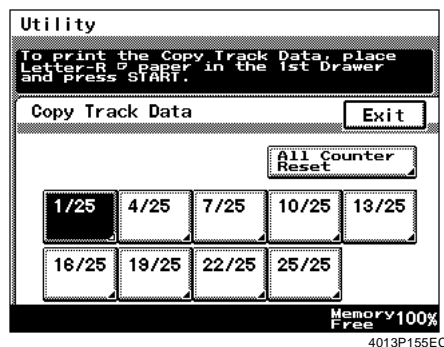 Utility
To print the Copy Track Data, place
Letter-R paper in the 1st Drawer
and press START.
Copy Track Data
Exit
All Counter
Reset
1/25 4/25 7/25 10/25 13/25
16/25 19/25 22/25 25/25
Memory Free 100%
4013P155EC